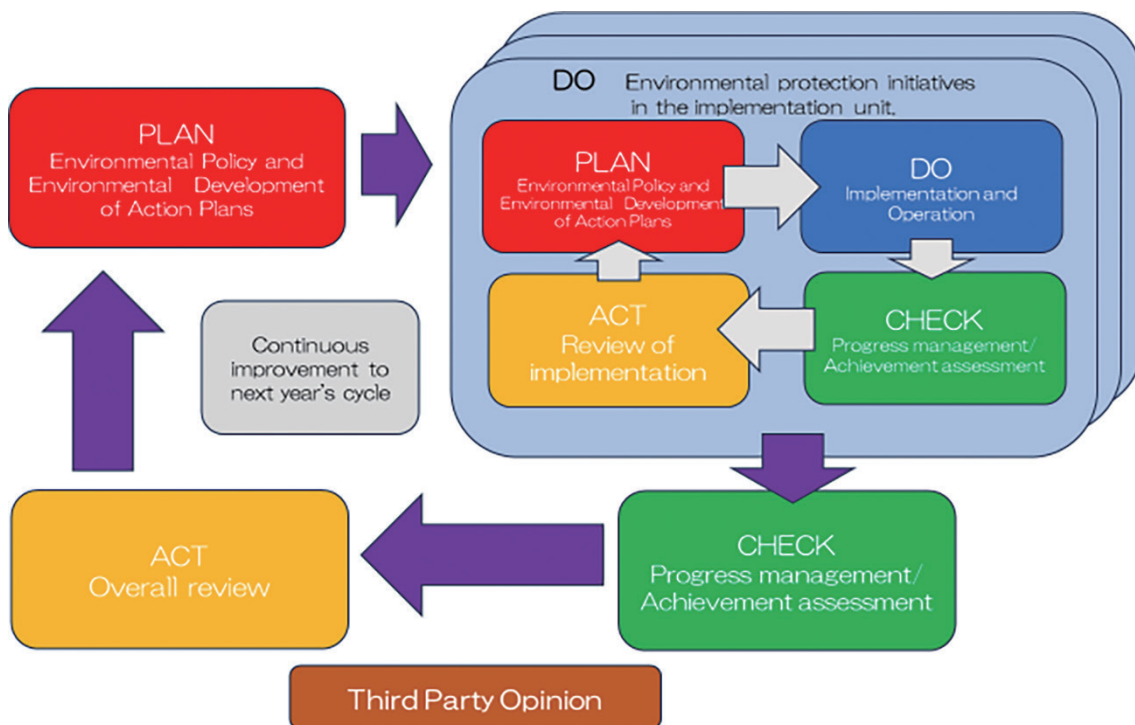 PLAN
Environmental Policy and
Environmental Development
of Action Plans
DO Environmental protection initiatives
in the implementation unit.
PLAN
Environmental Policy and
Environmental Development
of Action Plans
DO
Implementation and
Operation
ACT
Review of
implementation
CHECK
Progress management/
Achievement assessment
Continuous
improvement to
next year's cycle
ACT
Overall review
CHECK
Progress management/
Achievement assessment
Third Party Opinion